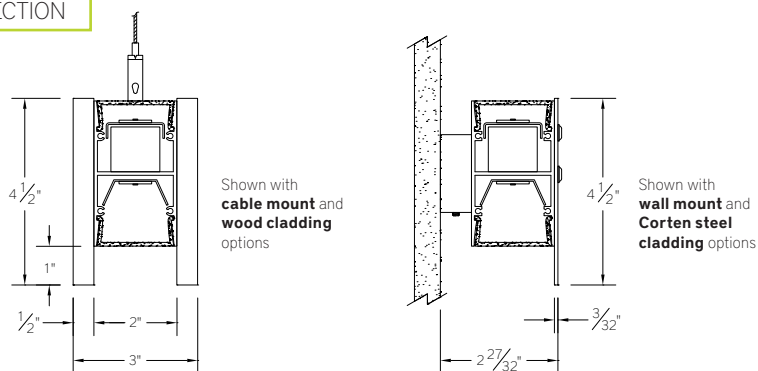 ECTION
4 1/2"
1"
1/2"
2"
3"
Shown with
cable mount and
wood cladding
options
4 1/2"
3/32"
2 27/32"
Shown with
wall mount and
Corten steel
cladding options